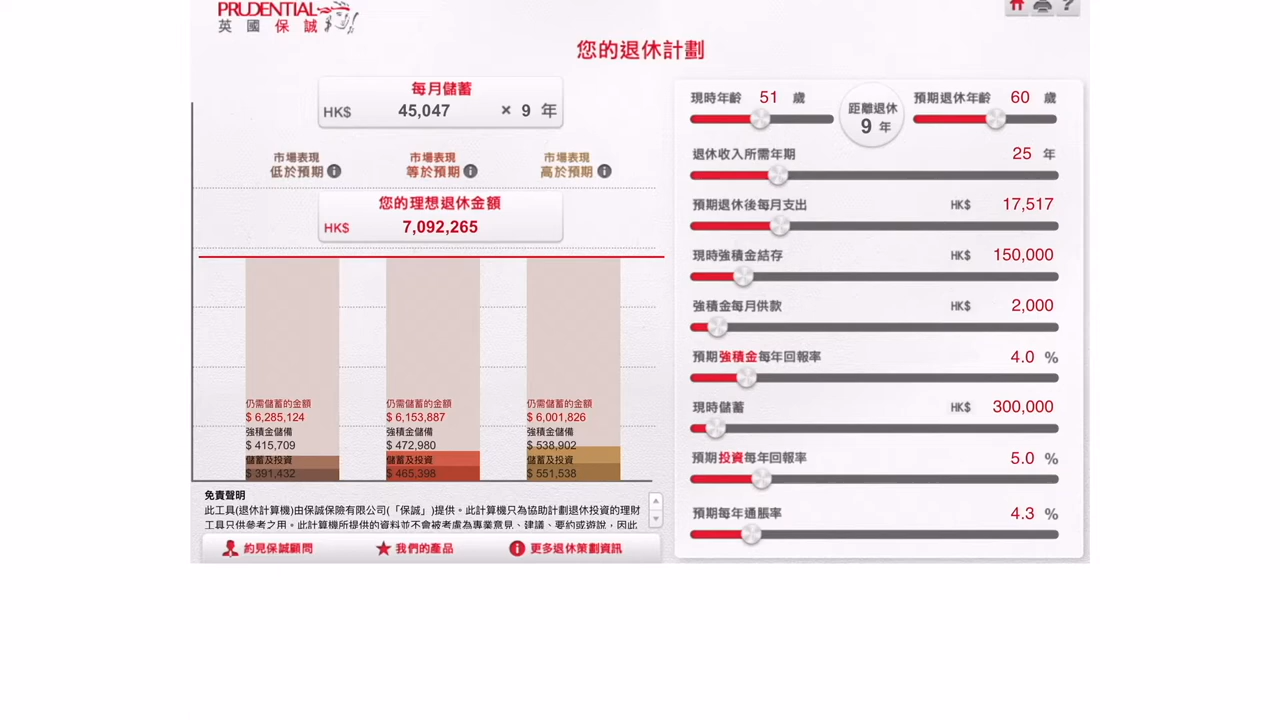 PRUDENTIAL
英國保誠
您的退休計劃
每月儲蓄
HK$ 45,047 × 9 年
市場表現
低於預期
市場表現
等於預期
市場表現
高於預期
您的理想退休金額
HK$ 7,092,265
仍需儲蓄的金額
$ 6,285,124
強積金儲備
$ 415,709
儲蓄及投資
$ 391,432
仍需儲蓄的金額
$ 6,153,887
強積金儲備
$ 472,980
儲蓄及投資
$ 465,398
仍需儲蓄的金額
$ 6,001,826
強積金儲備
$ 538,902
儲蓄及投資
$ 551,538
免責聲明
此工具(退休計算機)由保誠保險有限公司(「保誠」)提供。此計算機只為協助計劃退休投資的理財
工具只供參考之用。此計算機所提供的資料並不會被考慮為專業意見、建議、要約或遊說，因此
約見保誠顧問
我們的產品
更多退休策劃資訊
現時年齡 51 歲
距離退休
9 年
預期退休年齡 60 歲
退休收入所需年期 25 年
預期退休後每月支出 HK$ 17,517
現時強積金結存 HK$ 150,000
強積金每月供款 HK$ 2,000
預期強積金每年回報率 4.0 %
現時儲蓄 HK$ 300,000
預期投資每年回報率 5.0 %
預期每年通脹率 4.3 %